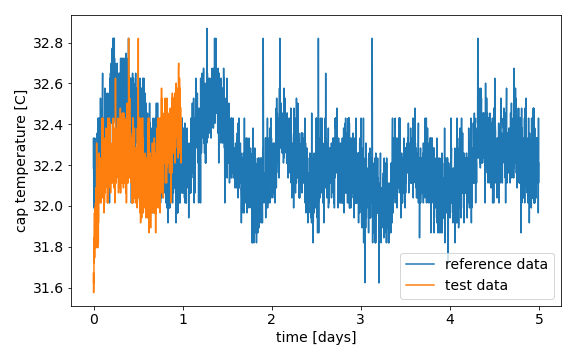 cap temperature [C]
32.8
32.6
32.4
32.2
32.0
31.8
31.6
reference data
test data
0 1 2 3 4 5
time [days]